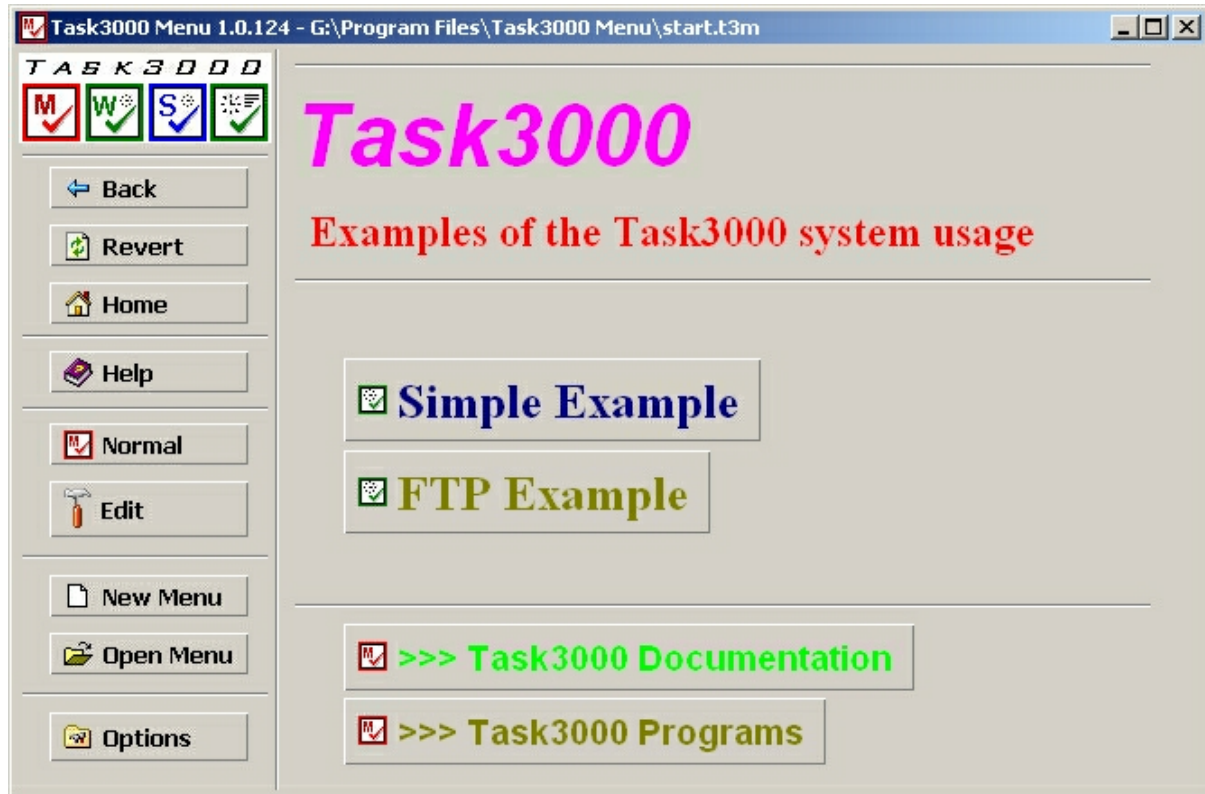 Task3000 Menu 1.0.124 - G:\Program Files\Task3000 Menu\start.t3m
TASK3000
M W S
Back
Revert
Home
Help
Normal
Edit
New Menu
Open Menu
Options
Task3000
Examples of the Task3000 system usage
Simple Example
FTP Example
>>> Task3000 Documentation
>>> Task3000 Programs